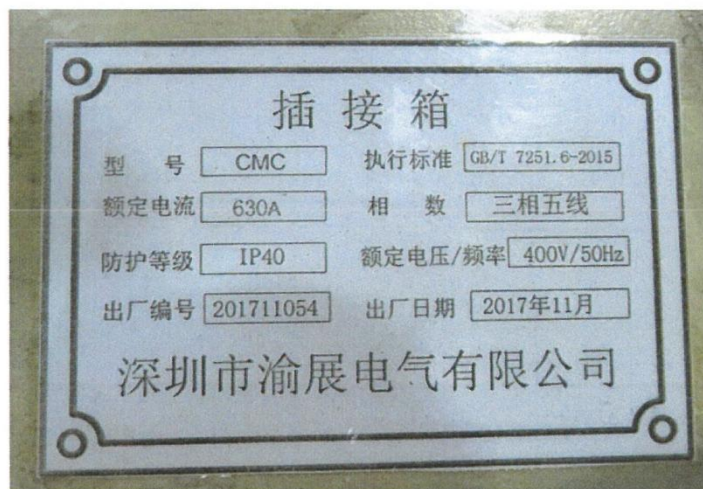 插接箱
型 号 CMC 执行标准 GB/T 7251.6-2015
额定电流 630A 相 数 三相五线
防护等级 IP40 额定电压/频率 400V/50Hz
出厂编号 201711054 出厂日期 2017年11月
深圳市渝展电气有限公司